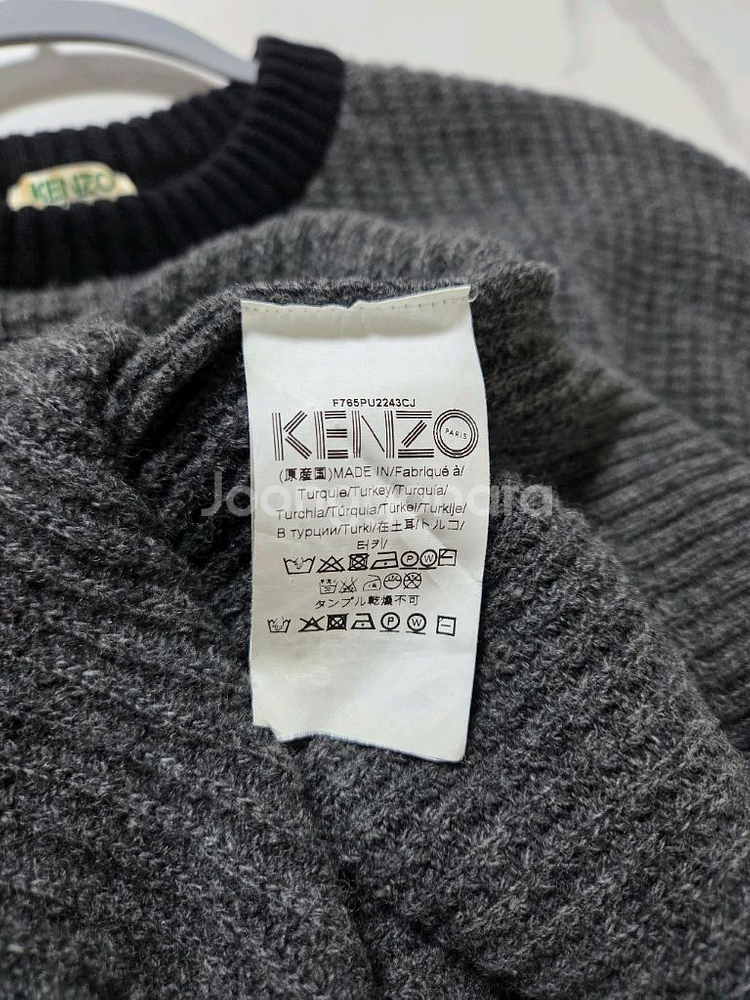 KENZO
F765PU2243CJ
KENZO
PARIS
(原産国)MADE IN/Fabriqué à/
Turquie/Turkey/Turquía/
Turchia/Túrquia/Türkei/Turkije/
В турции/Turki/在土耳/トルコ/
터키/
P W
タンブル乾燥不可
P W